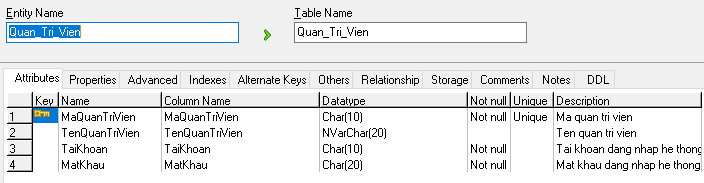 Entity Name Table Name
Quan_Tri_Vien Quan_Tri_Vien
Attributes Properties Advanced Indexes Alternate Keys Others Relationship Storage Comments Notes DDL
Key Name Column Name Datatype Not null Unique Description
1 MaQuanTriVien MaQuanTriVien Char(10) Not null Unique Ma quan tri vien
2 TenQuanTriVien TenQuanTriVien NVarChar(20) Ten quan tri vien
3 TaiKhoan TaiKhoan Char(10) Not null Tai khoan dang nhap he thong
4 MatKhau MatKhau Char(20) Not null Mat khau dang nhap he thong